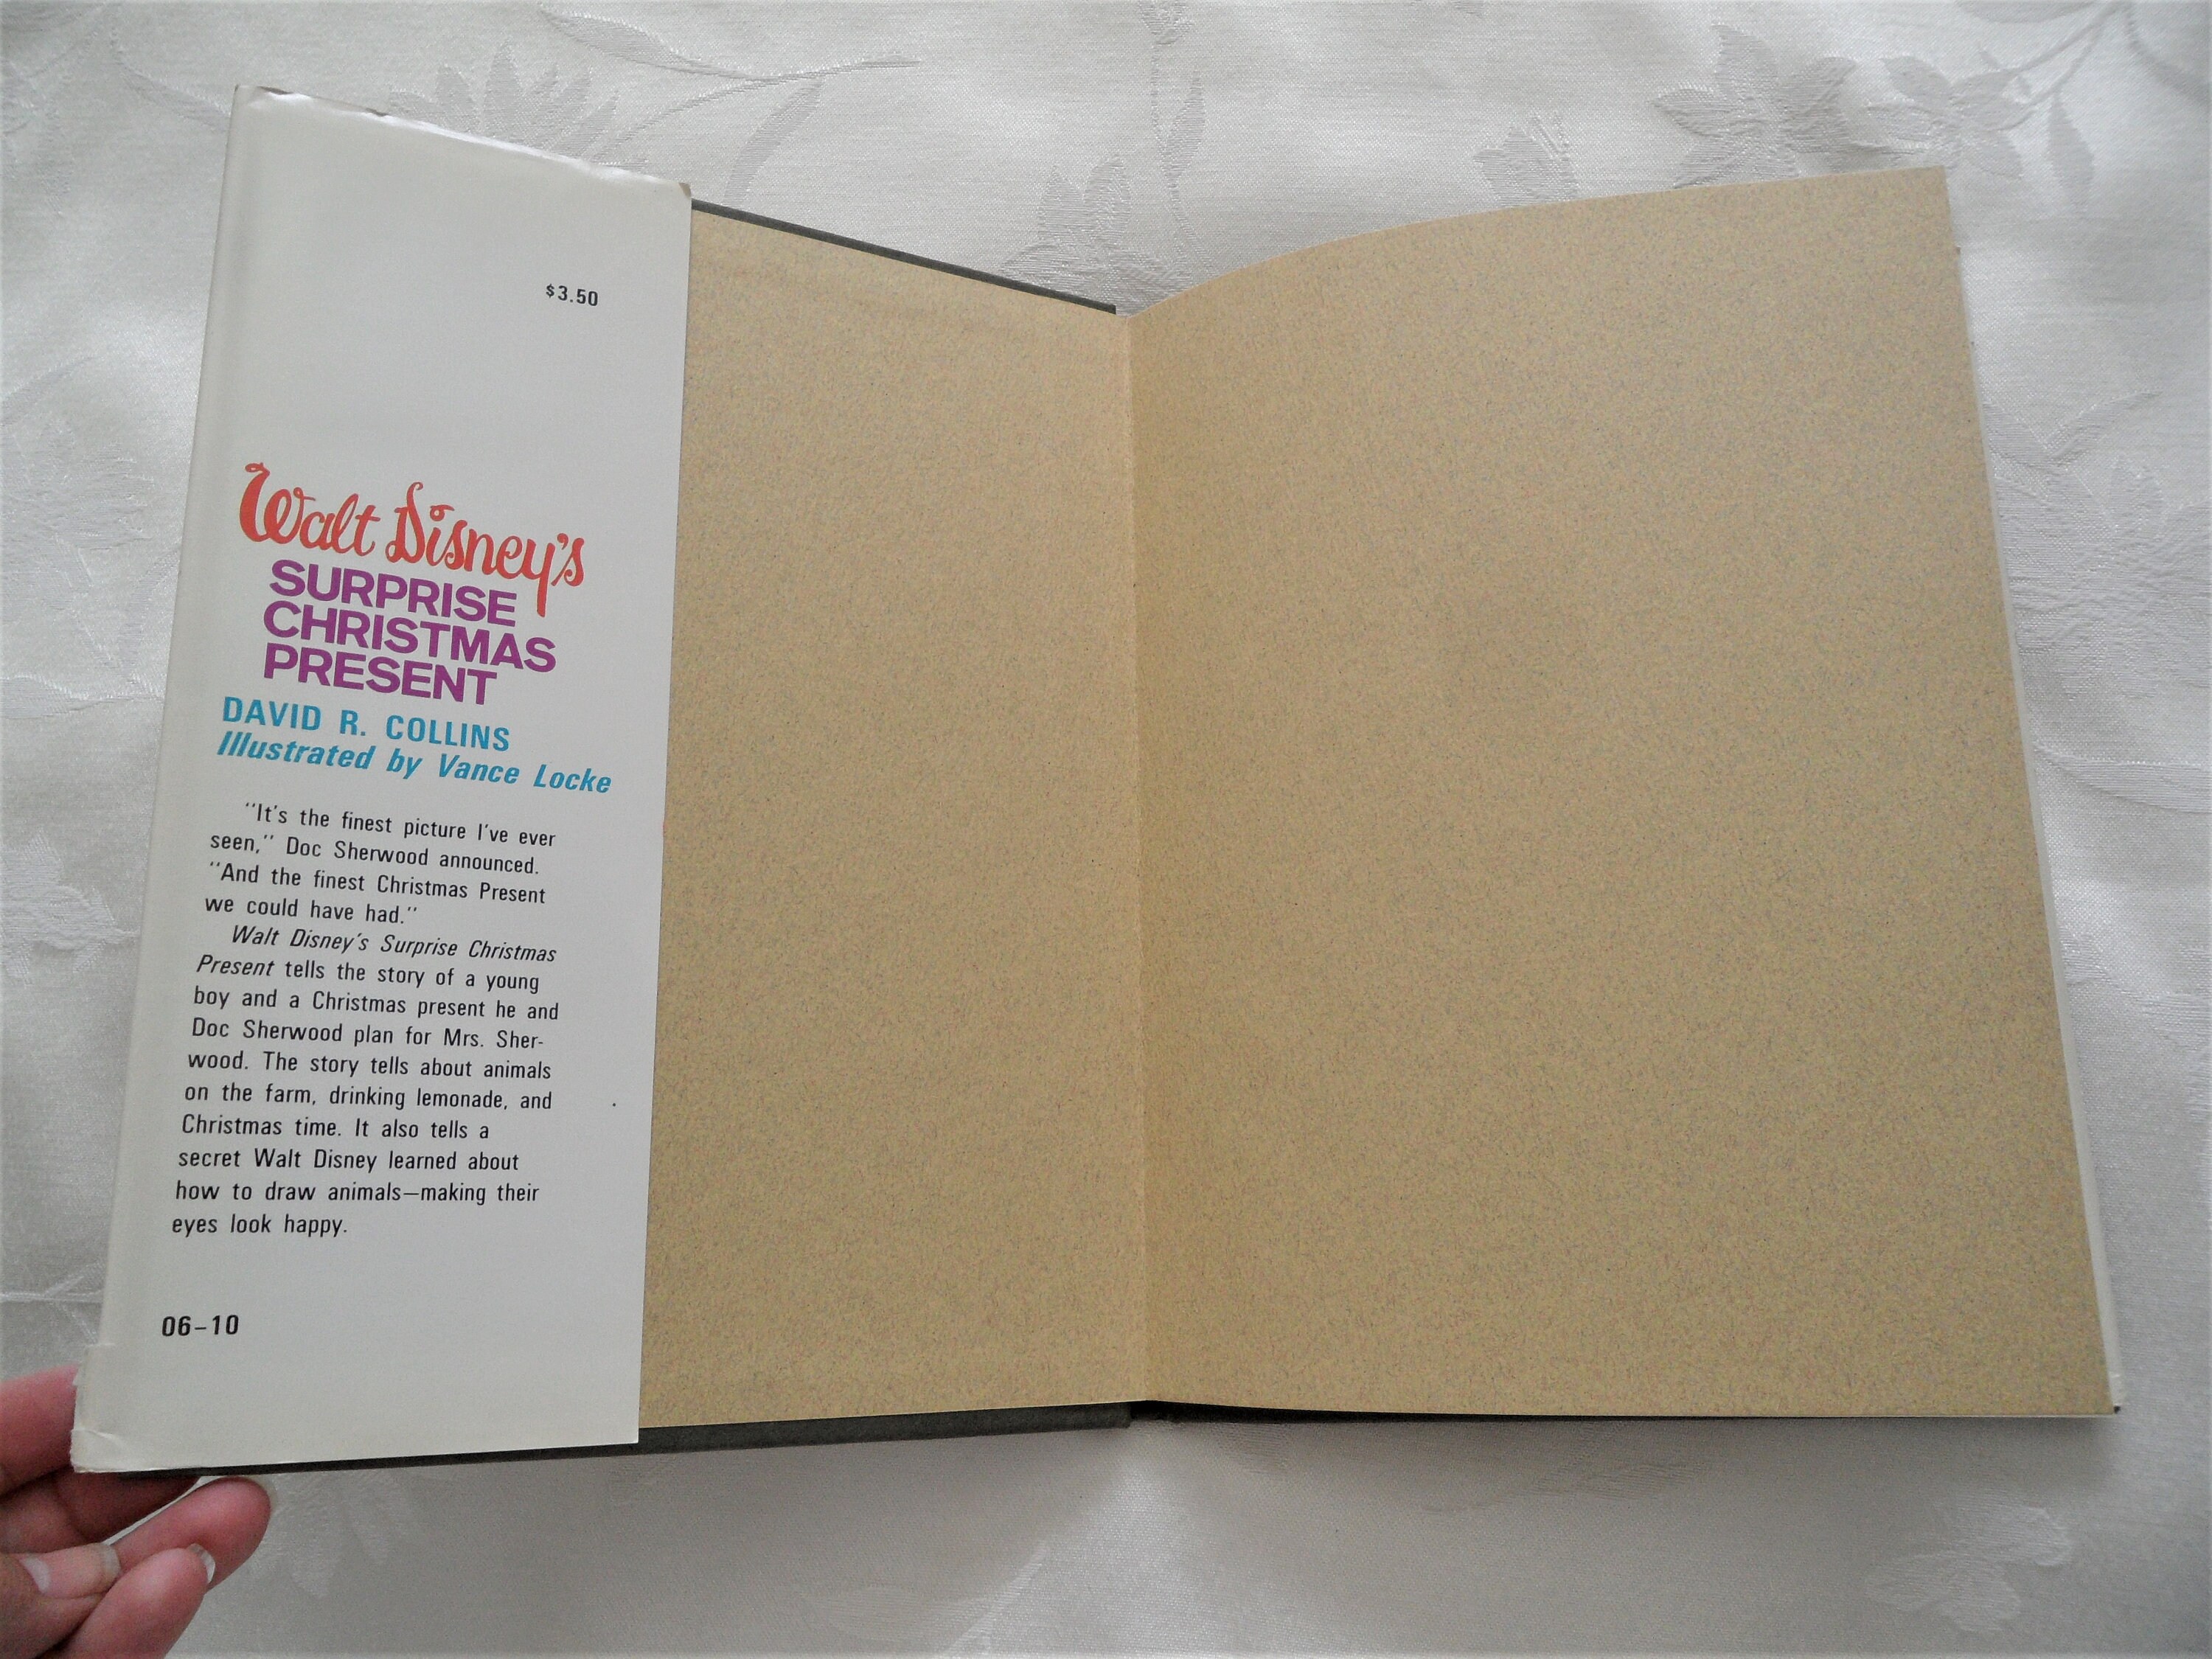 $3.50
Walt Disney's
SURPRISE
CHRISTMAS
PRESENT
DAVID R. COLLINS
Illustrated by Vance Locke
"It's the finest picture I've ever
seen," Doc Sherwood announced.
"And the finest Christmas Present
we could have had."
Walt Disney's Surprise Christmas
Present tells the story of a young
boy and a Christmas present he and
Doc Sherwood plan for Mrs. Sher-
wood. The story tells about animals
on the farm, drinking lemonade, and
Christmas time. It also tells a
secret Walt Disney learned about
how to draw animals—making their
eyes look happy.
06–10